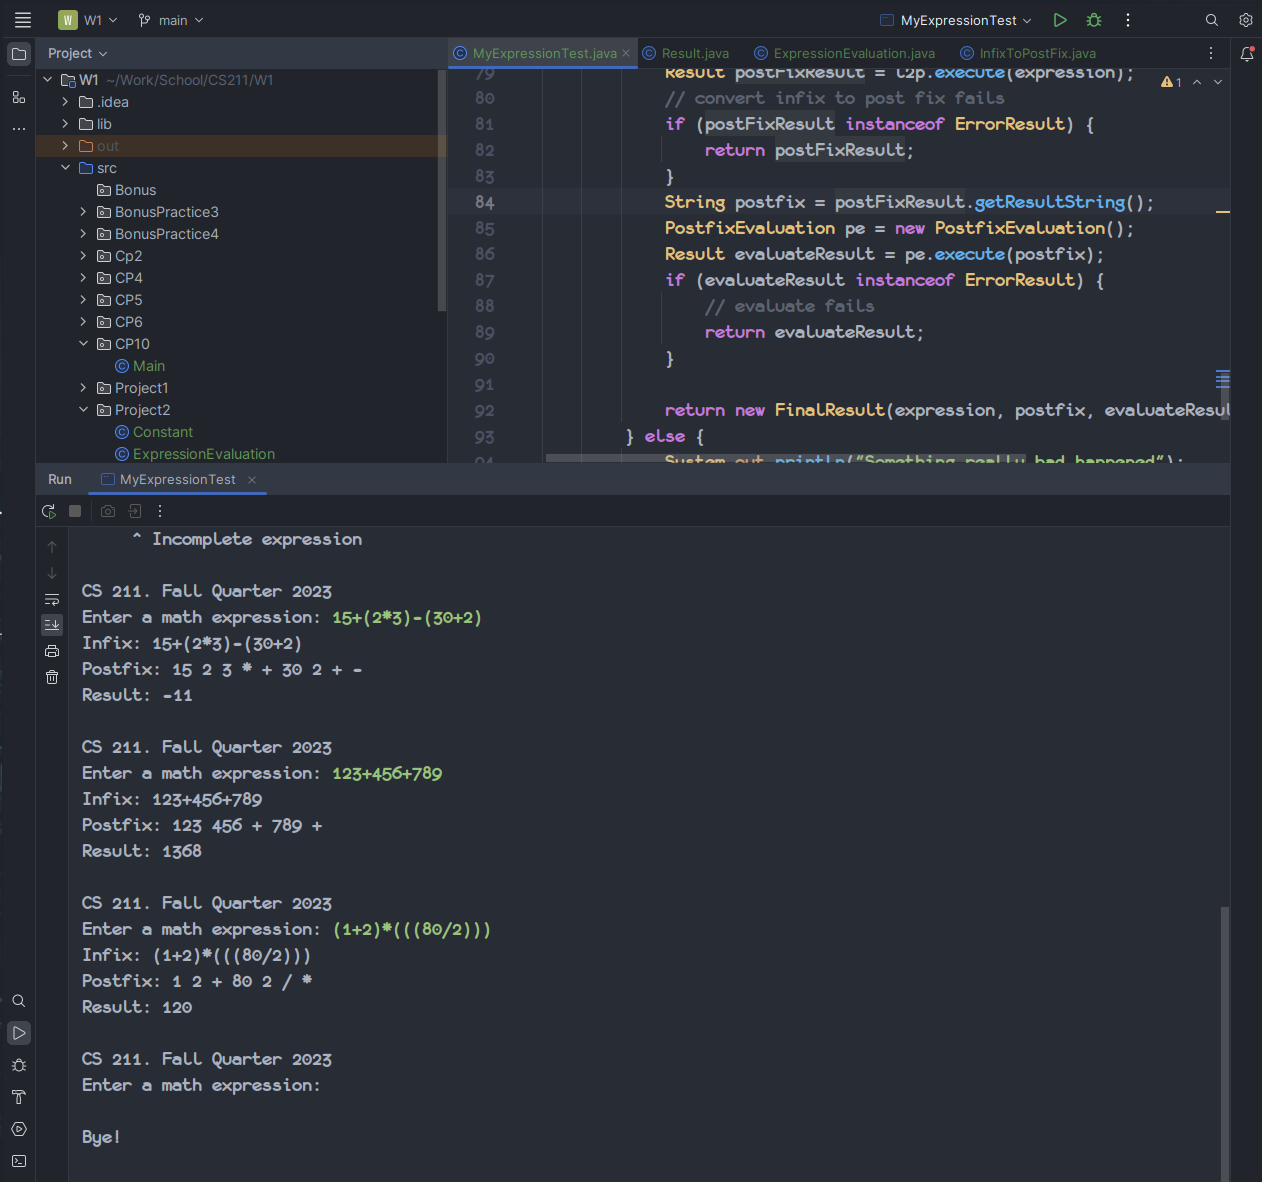 W W1 main MyExpressionTest
Project
MyExpressionTest.java Result.java ExpressionEvaluation.java InfixToPostFix.java
W1 ~/Work/School/CS211/W1
.idea
lib
out
src
Bonus
BonusPractice3
BonusPractice4
Cp2
CP4
CP5
CP6
CP10
Main
Project1
Project2
Constant
ExpressionEvaluation
1
79 Result postFixResult = i2p.execute(expression);
80 // convert infix to post fix fails
81 if (postFixResult instanceof ErrorResult) {
82 return postFixResult;
83 }
84 String postfix = postFixResult.getResultString();
85 PostfixEvaluation pe = new PostfixEvaluation();
86 Result evaluateResult = pe.execute(postfix);
87 if (evaluateResult instanceof ErrorResult) {
88 // evaluate fails
89 return evaluateResult;
90 }
91
92 return new FinalResult(expression, postfix, evaluateResul
93 } else {
94 System.out.println("Something really bad happened");
Run MyExpressionTest
^ Incomplete expression
CS 211. Fall Quarter 2023
Enter a math expression: 15+(2*3)-(30+2)
Infix: 15+(2*3)-(30+2)
Postfix: 15 2 3 * + 30 2 + -
Result: -11
CS 211. Fall Quarter 2023
Enter a math expression: 123+456+789
Infix: 123+456+789
Postfix: 123 456 + 789 +
Result: 1368
CS 211. Fall Quarter 2023
Enter a math expression: (1+2)*(((80/2)))
Infix: (1+2)*(((80/2)))
Postfix: 1 2 + 80 2 / *
Result: 120
CS 211. Fall Quarter 2023
Enter a math expression:
Bye!